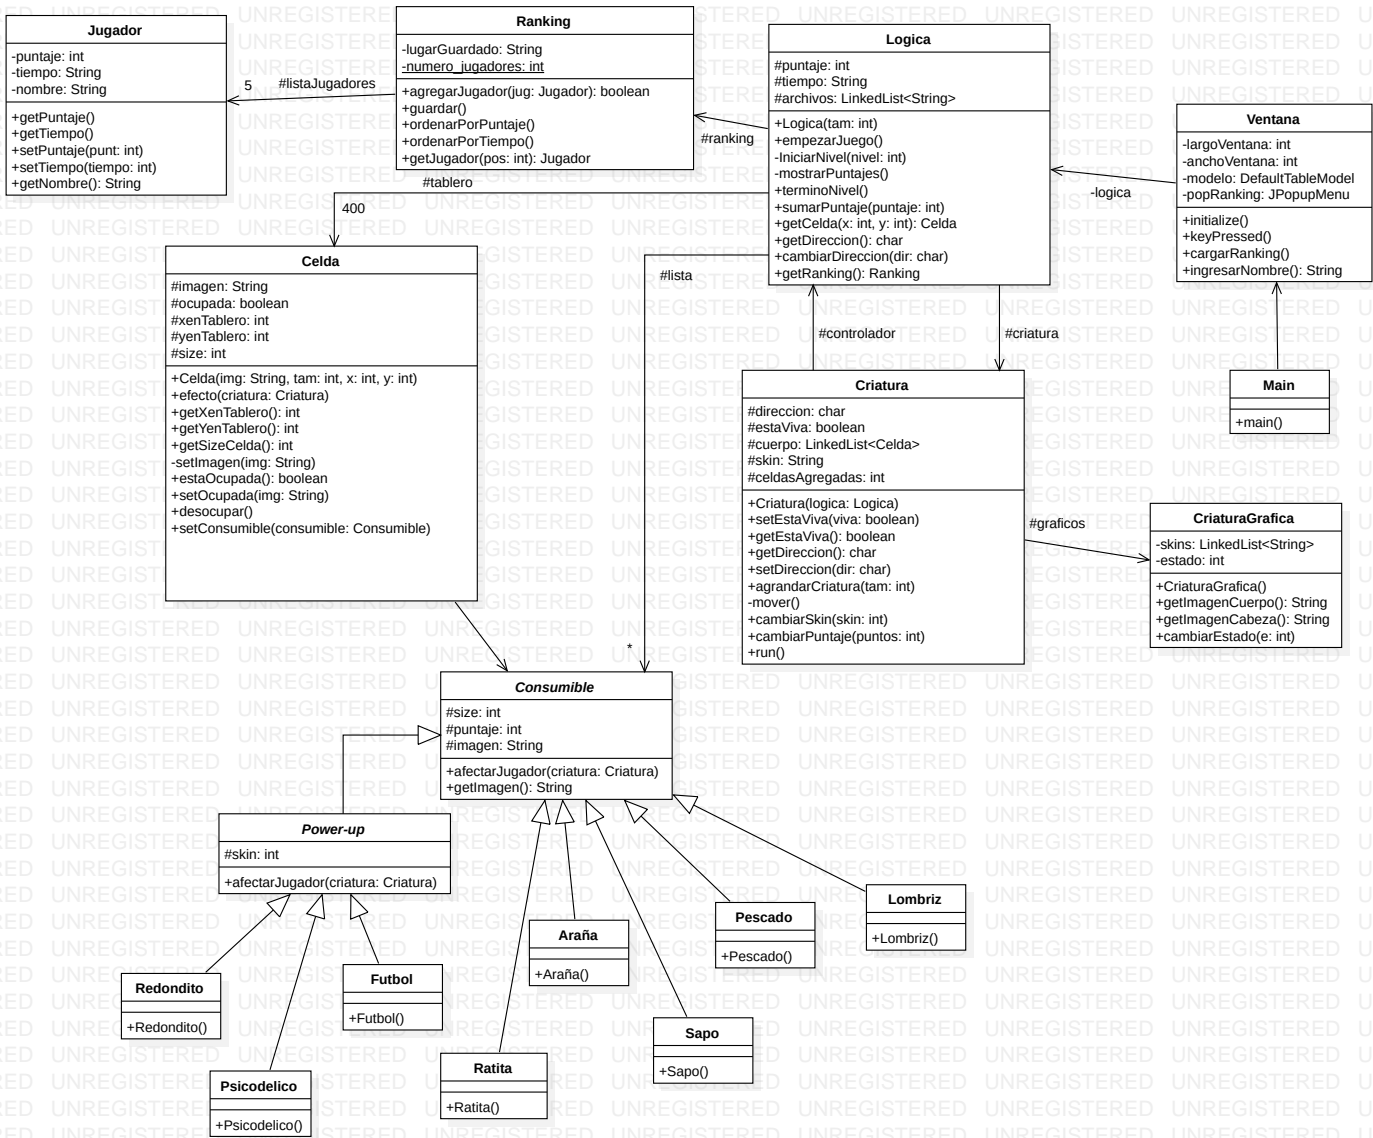 Jugador
-puntaje: int
-tiempo: String
-nombre: String
+getPuntaje()
+getTiempo()
+setPuntaje(punt: int)
+setTiempo(tiempo: int)
+getNombre(): String
5
#listaJugadores
Ranking
-lugarGuardado: String
-numero_jugadores: int
+agregarJugador(jug: Jugador): boolean
+guardar()
+ordenarPorPuntaje()
+ordenarPorTiempo()
+getJugador(pos: int): Jugador
#ranking
Logica
#puntaje: int
#tiempo: String
#archivos: LinkedList<String>
+Logica(tam: int)
+empezarJuego()
-IniciarNivel(nivel: int)
-mostrarPuntajes()
+terminoNivel()
+sumarPuntaje(puntaje: int)
+getCelda(x: int, y: int): Celda
+getDireccion(): char
+cambiarDireccion(dir: char)
+getRanking(): Ranking
-logica
Ventana
-largoVentana: int
-anchoVentana: int
-modelo: DefaultTableModel
-popRanking: JPopupMenu
+initialize()
+keyPressed()
+cargarRanking()
+ingresarNombre(): String
#tablero
400
#lista
*
#controlador
#criatura
Celda
#imagen: String
#ocupada: boolean
#xenTablero: int
#yenTablero: int
#size: int
+Celda(img: String, tam: int, x: int, y: int)
+efecto(criatura: Criatura)
+getXenTablero(): int
+getYenTablero(): int
+getSizeCelda(): int
-setImagen(img: String)
+estaOcupada(): boolean
+setOcupada(img: String)
+desocupar()
+setConsumible(consumible: Consumible)
Criatura
#direccion: char
#estaViva: boolean
#cuerpo: LinkedList<Celda>
#skin: String
#celdasAgregadas: int
+Criatura(logica: Logica)
+setEstaViva(viva: boolean)
+getEstaViva(): boolean
+getDireccion(): char
+setDireccion(dir: char)
+agrandarCriatura(tam: int)
-mover()
+cambiarSkin(skin: int)
+cambiarPuntaje(puntos: int)
+run()
Main
+main()
#graficos
CriaturaGrafica
-skins: LinkedList<String>
-estado: int
+CriaturaGrafica()
+getImagenCuerpo(): String
+getImagenCabeza(): String
+cambiarEstado(e: int)
Consumible
#size: int
#puntaje: int
#imagen: String
+afectarJugador(criatura: Criatura)
+getImagen(): String
Power-up
#skin: int
+afectarJugador(criatura: Criatura)
Redondito
+Redondito()
Psicodelico
+Psicodelico()
Futbol
+Futbol()
Ratita
+Ratita()
Araña
+Araña()
Sapo
+Sapo()
Pescado
+Pescado()
Lombriz
+Lombriz()
UNREGISTERED